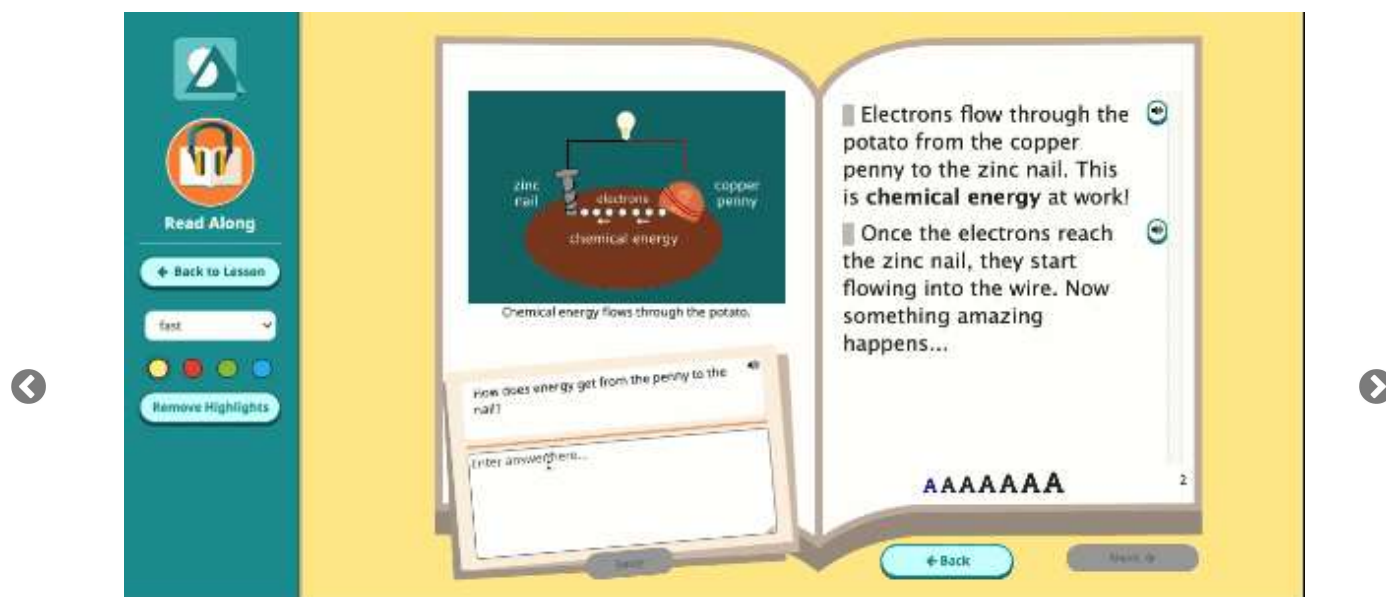 Read Along
← Back to Lesson
fast
Remove Highlights
zinc
nail
electrons
copper
penny
chemical energy
Chemical energy flows through the potato.
How does energy get from the penny to the
nail?
Enter answer here...
Save
Electrons flow through the
potato from the copper
penny to the zinc nail. This
is chemical energy at work!
Once the electrons reach
the zinc nail, they start
flowing into the wire. Now
something amazing
happens...
A A A A A A A
2
← Back
Next →